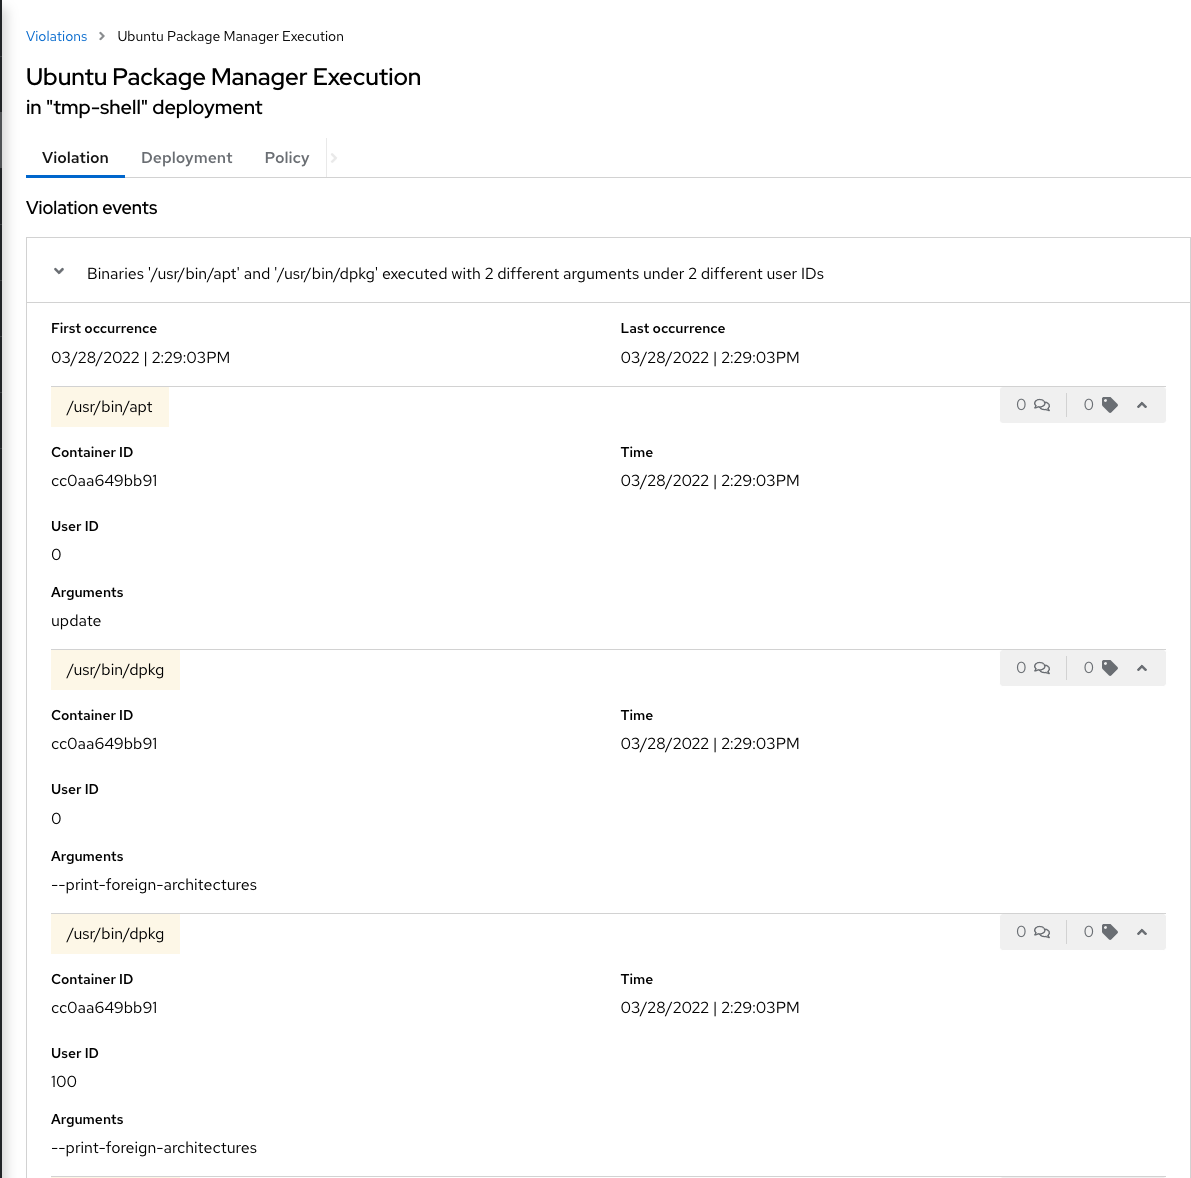 Violations > Ubuntu Package Manager Execution
Ubuntu Package Manager Execution
in "tmp-shell" deployment
Violation Deployment Policy
Violation events
Binaries '/usr/bin/apt' and '/usr/bin/dpkg' executed with 2 different arguments under 2 different user IDs
First occurrence Last occurrence
03/28/2022 | 2:29:03PM 03/28/2022 | 2:29:03PM
/usr/bin/apt 0 0
Container ID Time
cc0aa649bb91 03/28/2022 | 2:29:03PM
User ID
0
Arguments
update
/usr/bin/dpkg 0 0
Container ID Time
cc0aa649bb91 03/28/2022 | 2:29:03PM
User ID
0
Arguments
--print-foreign-architectures
/usr/bin/dpkg 0 0
Container ID Time
cc0aa649bb91 03/28/2022 | 2:29:03PM
User ID
100
Arguments
--print-foreign-architectures